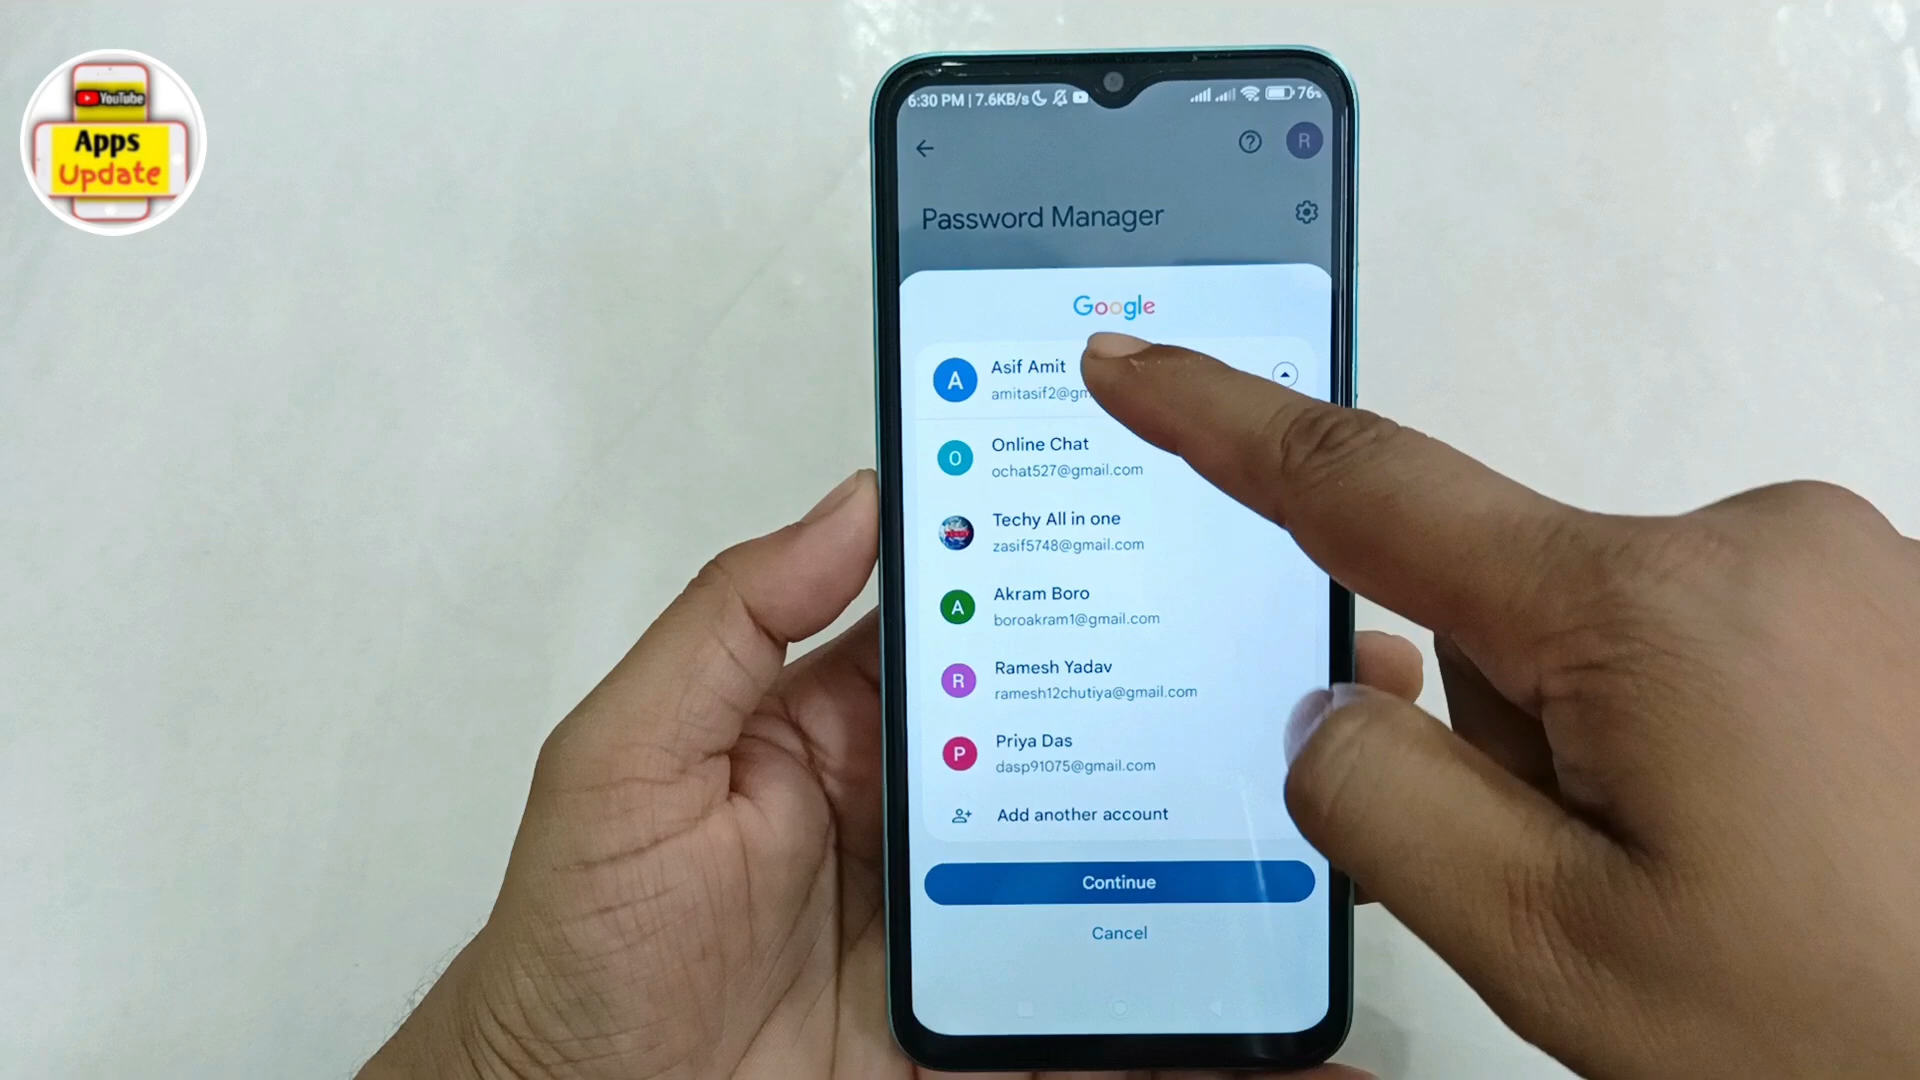 YouTube
Apps
Update
6:30 PM | 7.6KB/s
76%
R
Password Manager
Google
A
Asif Amit
amitasif2@gm
O
Online Chat
ochat527@gmail.com
Techy All in one
zasif5748@gmail.com
A
Akram Boro
boroakram1@gmail.com
R
Ramesh Yadav
ramesh12chutiya@gmail.com
P
Priya Das
dasp91075@gmail.com
Add another account
Continue
Cancel